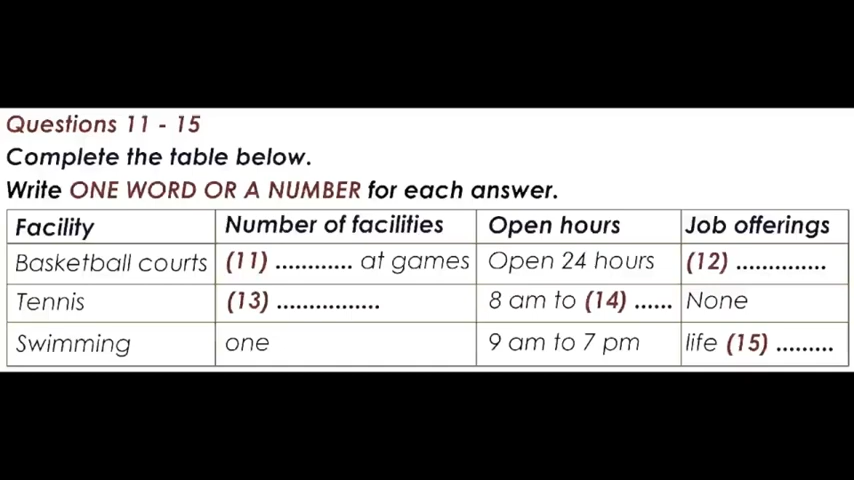 Questions 11 - 15
Complete the table below.
Write ONE WORD OR A NUMBER for each answer.
Facility Number of facilities Open hours Job offerings
Basketball courts (11) ............ at games Open 24 hours (12) ..............
Tennis (13) ................ 8 am to (14) ...... None
Swimming one 9 am to 7 pm life (15) .........